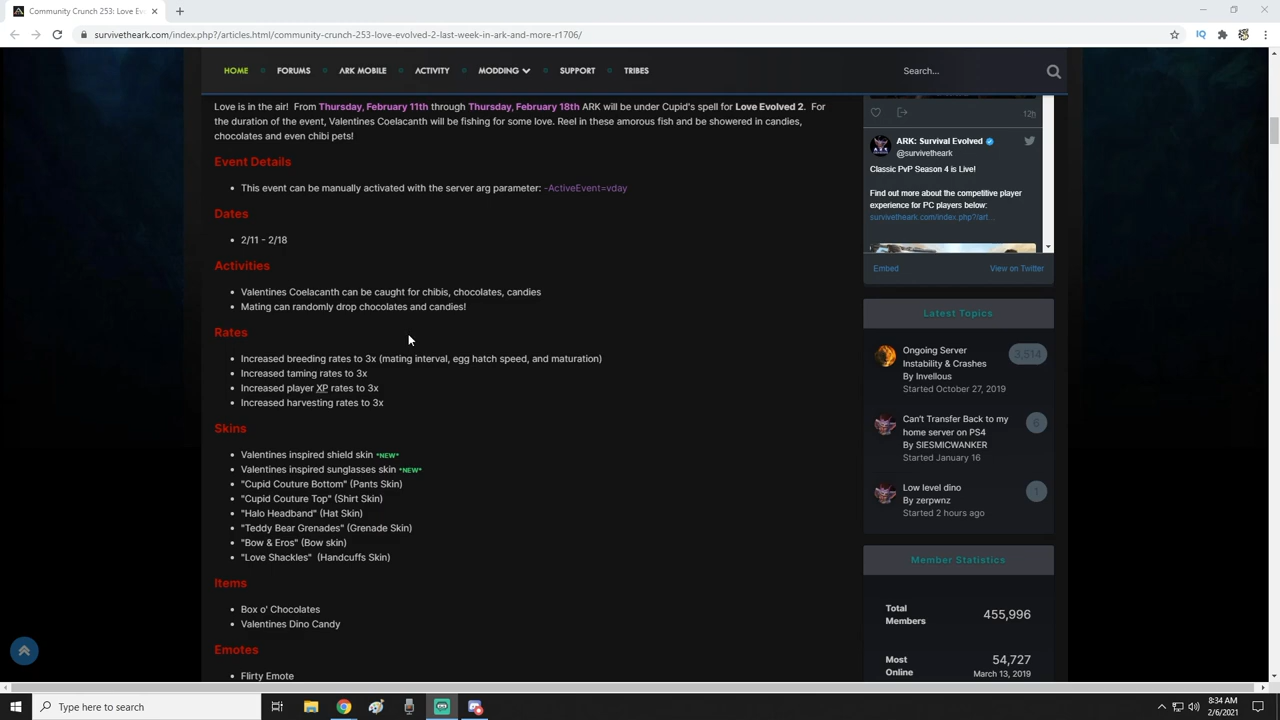 Community Crunch 253: Love Ev
survivetheark.com/index.php?/articles.html/community-crunch-253-love-evolved-2-last-week-in-ark-and-more-r1706/
IQ
HOME
FORUMS
ARK MOBILE
ACTIVITY
MODDING
SUPPORT
TRIBES
Search...
Love is in the air! From Thursday, February 11th through Thursday, February 18th ARK will be under Cupid's spell for Love Evolved 2. For
the duration of the event, Valentines Coelacanth will be fishing for some love. Reel in these amorous fish and be showered in candies,
chocolates and even chibi pets!
Event Details
This event can be manually activated with the server arg parameter: -ActiveEvent=vday
Dates
2/11 - 2/18
Activities
Valentines Coelacanth can be caught for chibis, chocolates, candies
Mating can randomly drop chocolates and candies!
Rates
Increased breeding rates to 3x (mating interval, egg hatch speed, and maturation)
Increased taming rates to 3x
Increased player XP rates to 3x
Increased harvesting rates to 3x
Skins
Valentines inspired shield skin *NEW*
Valentines inspired sunglasses skin *NEW*
"Cupid Couture Bottom" (Pants Skin)
"Cupid Couture Top" (Shirt Skin)
"Halo Headband" (Hat Skin)
"Teddy Bear Grenades" (Grenade Skin)
"Bow & Eros" (Bow skin)
"Love Shackles" (Handcuffs Skin)
Items
Box o' Chocolates
Valentines Dino Candy
Emotes
Flirty Emote
12h
ARK: Survival Evolved
@survivetheark
Classic PvP Season 4 is Live!
Find out more about the competitive player
experience for PC players below:
survivetheark.com/index.php?/art...
Embed
View on Twitter
Latest Topics
Ongoing Server
Instability & Crashes
By Invellous
Started October 27, 2019
3,514
Can't Transfer Back to my
home server on PS4
By SIESMICWANKER
Started January 16
6
Low level dino
By zerpwnz
Started 2 hours ago
1
Member Statistics
Total
Members
455,996
Most
Online
54,727
March 13, 2019
Type here to search
8:34 AM
2/6/2021